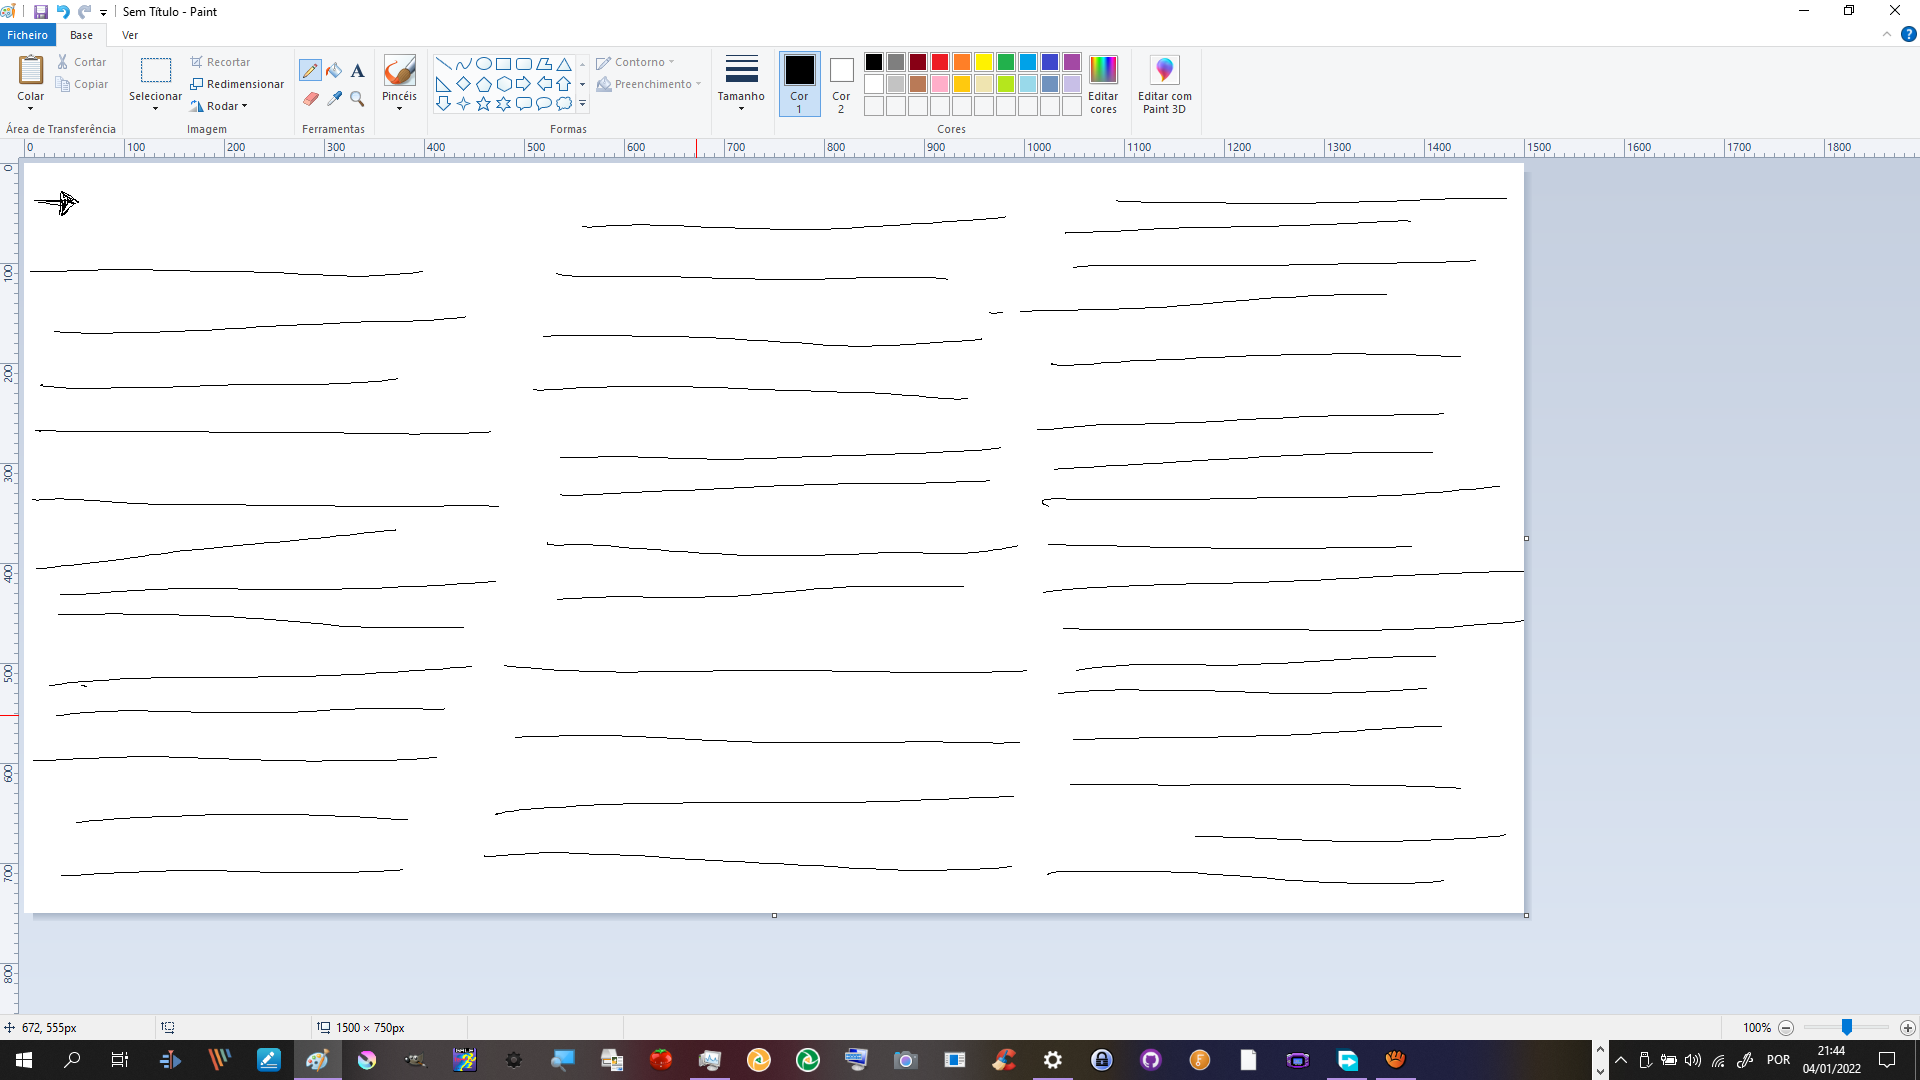 Sem Título - Paint
Ficheiro Base Ver
Colar
Cortar
Copiar
Área de Transferência
Selecionar
Recortar
Redimensionar
Rodar
Imagem
A
Ferramentas
Pincéis
Contorno
Preenchimento
Formas
Tamanho
Cor 1
Cor 2
Editar cores
Cores
Editar com Paint 3D
0 100 200 300 400 500 600 700 800 900 1000 1100 1200 1300 1400 1500 1600 1700 1800
0
100
200
300
400
500
600
700
800
672, 555px
1500 × 750px
100%
POR
21:44
04/01/2022